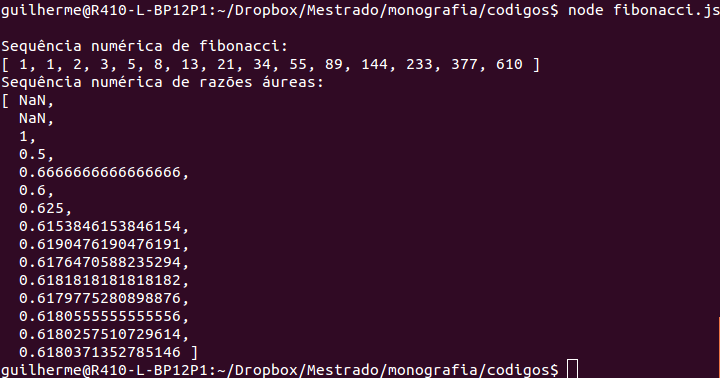 guilherme@R410-L-BP12P1:~/Dropbox/Mestrado/monografia/codigos$ node fibonacci.js
Sequência numérica de fibonacci:
[ 1, 1, 2, 3, 5, 8, 13, 21, 34, 55, 89, 144, 233, 377, 610 ]
Sequência numérica de razões áureas:
[ NaN,
NaN,
1,
0.5,
0.6666666666666666,
0.6,
0.625,
0.6153846153846154,
0.6190476190476191,
0.6176470588235294,
0.6181818181818182,
0.6179775280898876,
0.6180555555555556,
0.6180257510729614,
0.6180371352785146 ]
guilherme@R410-L-BP12P1:~/Dropbox/Mestrado/monografia/codigos$